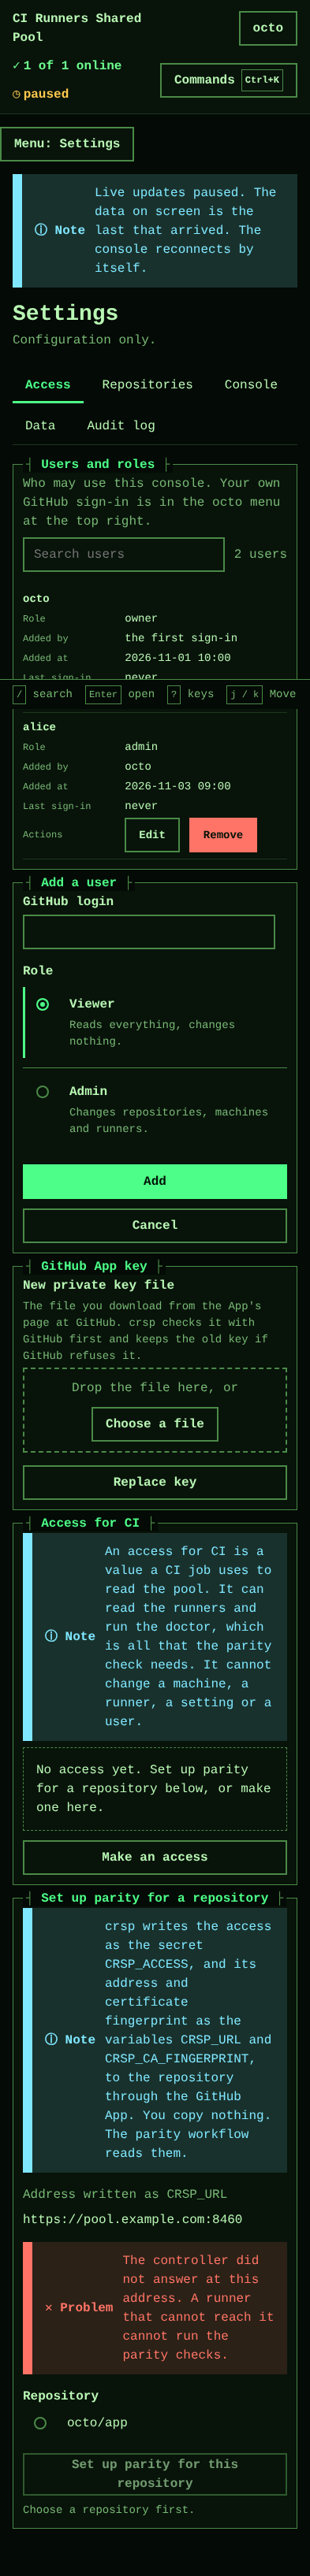 CI Runners Shared
Pool
octo
✓ 1 of 1 online
◷ paused
Commands Ctrl+K
Menu: Settings
ⓘ Note
Live updates paused. The
data on screen is the
last that arrived. The
console reconnects by
itself.
Settings
Configuration only.
Access Repositories Console
Data Audit log
Users and roles
Who may use this console. Your own
GitHub sign-in is in the octo menu
at the top right.
Search users 2 users
octo
Role owner
Added by the first sign-in
Added at 2026-11-01 10:00
Last sign-in never
/ search Enter open ? keys j / k Move
alice
Role admin
Added by octo
Added at 2026-11-03 09:00
Last sign-in never
Actions Edit Remove
Add a user
GitHub login
Role
Viewer
Reads everything, changes
nothing.
Admin
Changes repositories, machines
and runners.
Add
Cancel
GitHub App key
New private key file
The file you download from the App's
page at GitHub. crsp checks it with
GitHub first and keeps the old key if
GitHub refuses it.
Drop the file here, or
Choose a file
Replace key
Access for CI
ⓘ Note
An access for CI is a
value a CI job uses to
read the pool. It can
read the runners and
run the doctor, which
is all that the parity
check needs. It cannot
change a machine, a
runner, a setting or a
user.
No access yet. Set up parity
for a repository below, or make
one here.
Make an access
Set up parity for a repository
ⓘ Note
crsp writes the access
as the secret
CRSP_ACCESS, and its
address and
certificate
fingerprint as the
variables CRSP_URL and
CRSP_CA_FINGERPRINT,
to the repository
through the GitHub
App. You copy nothing.
The parity workflow
reads them.
Address written as CRSP_URL
https://pool.example.com:8460
✕ Problem
The controller did
not answer at this
address. A runner
that cannot reach it
cannot run the
parity checks.
Repository
octo/app
Set up parity for this
repository
Choose a repository first.